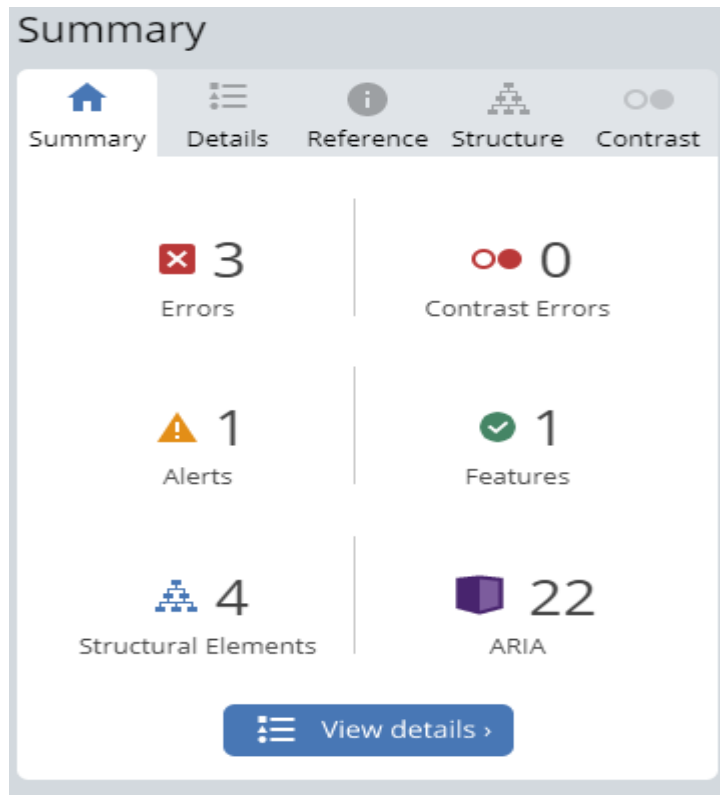 Summary
Summary Details Reference Structure Contrast
3 0
Errors Contrast Errors
1 1
Alerts Features
4 22
Structural Elements ARIA
View details ›